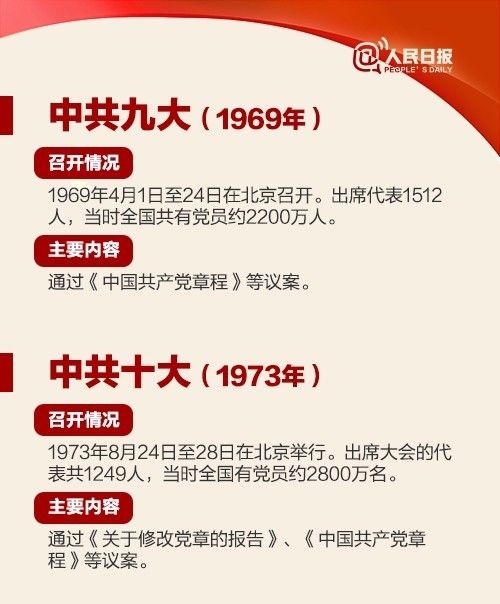 @人民日报
PEOPLE'S DAILY
中共九大（1969年）
召开情况
1969年4月1日至24日在北京召开。出席代表1512
人，当时全国共有党员约2200万人。
主要内容
通过《中国共产党章程》等议案。
中共十大（1973年）
召开情况
1973年8月24日至28日在北京举行。出席大会的代
表共1249人，当时全国有党员约2800万名。
主要内容
通过《关于修改党章的报告》、《中国共产党章
程》等议案。